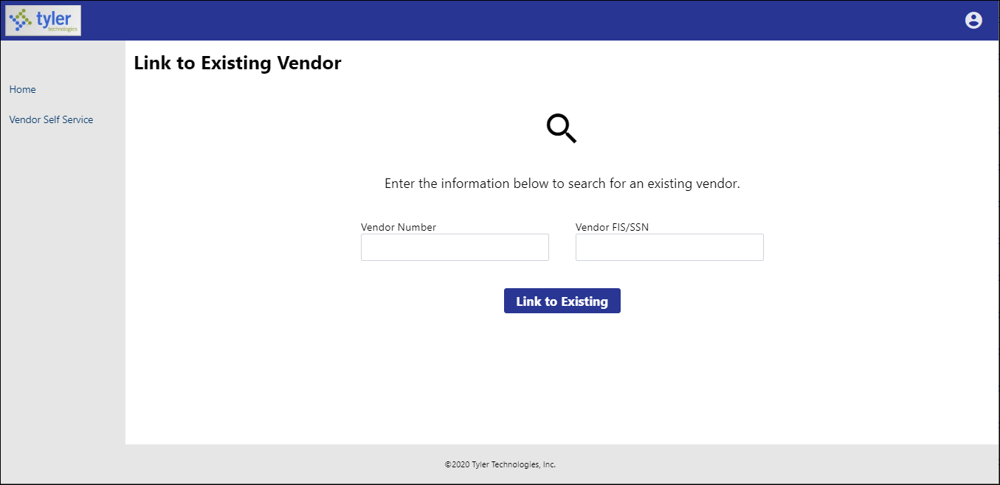 tyler
technologies
Link to Existing Vendor
Home
Vendor Self Service
Enter the information below to search for an existing vendor.
Vendor Number
Vendor FIS/SSN
Link to Existing
©2020 Tyler Technologies, Inc.